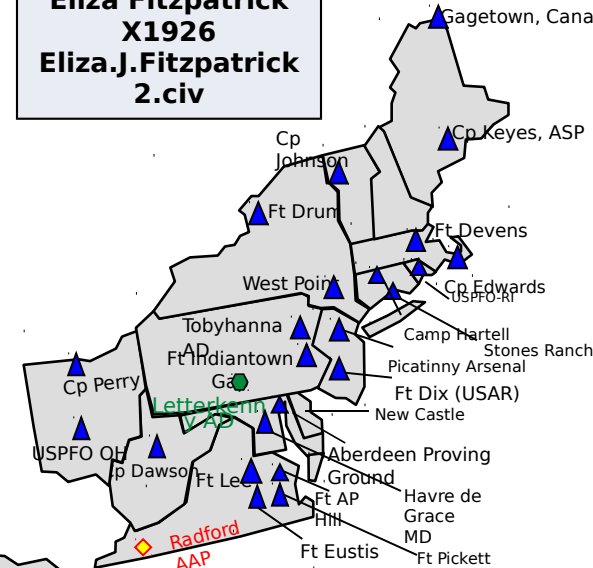 Eliza Fitzpatrick
X1926
Eliza.J.Fitzpatrick
2.civ
Gagetown, Cana
Cp Keyes, ASP
Cp
Johnson
Ft Drum
Ft Devens
West Point
Cp Edwards
USPFO-RI
Tobyhanna
AD
Camp Hartell
Stones Ranch
Ft Indiantown
Gap
Picatinny Arsenal
Cp Perry
Ft Dix (USAR)
Letterkenn
y AD
New Castle
USPFO OH
Cp Dawson
Aberdeen Proving
Ground
Ft Lee
Ft AP
Hill
Havre de
Grace
MD
Radford
AAP
Ft Eustis
Ft Pickett